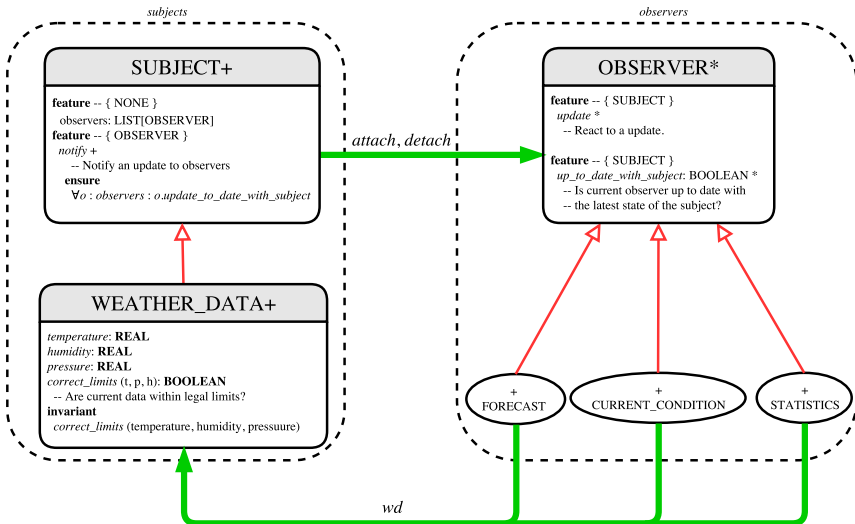 subjects
SUBJECT+
feature -- { NONE }
observers: LIST[OBSERVER]
feature -- { OBSERVER }
notify +
-- Notify an update to observers
ensure
∀o : observers : o.update_to_date_with_subject
WEATHER_DATA+
temperature: REAL
humidity: REAL
pressure: REAL
correct_limits (t, p, h): BOOLEAN
-- Are current data within legal limits?
invariant
correct_limits (temperature, humidity, pressuure)
attach, detach
observers
OBSERVER*
feature -- { SUBJECT }
update *
-- React to a update.
feature -- { SUBJECT }
up_to_date_with_subject: BOOLEAN *
-- Is current observer up to date with
-- the latest state of the subject?
+
FORECAST
+
CURRENT_CONDITION
+
STATISTICS
wd